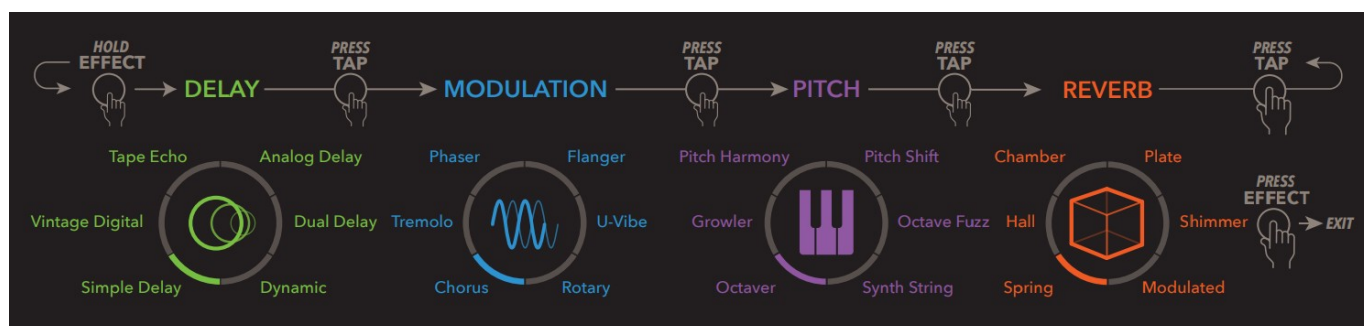 HOLD
EFFECT
DELAY
PRESS
TAP
MODULATION
PRESS
TAP
PITCH
PRESS
TAP
REVERB
PRESS
TAP
Tape Echo
Analog Delay
Vintage Digital
Dual Delay
Simple Delay
Dynamic
Phaser
Flanger
Tremolo
U-Vibe
Chorus
Rotary
Pitch Harmony
Pitch Shift
Growler
Octave Fuzz
Octaver
Synth String
Chamber
Plate
Hall
Shimmer
Spring
Modulated
PRESS
EFFECT
EXIT